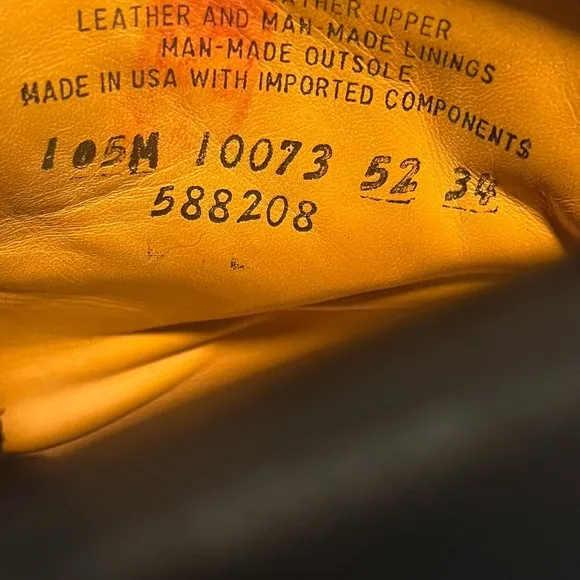 UPPER
LEATHER AND MAN-MADE LININGS
MAN-MADE OUTSOLE
MADE IN USA WITH IMPORTED COMPONENTS
105M 10073 52 34
588208